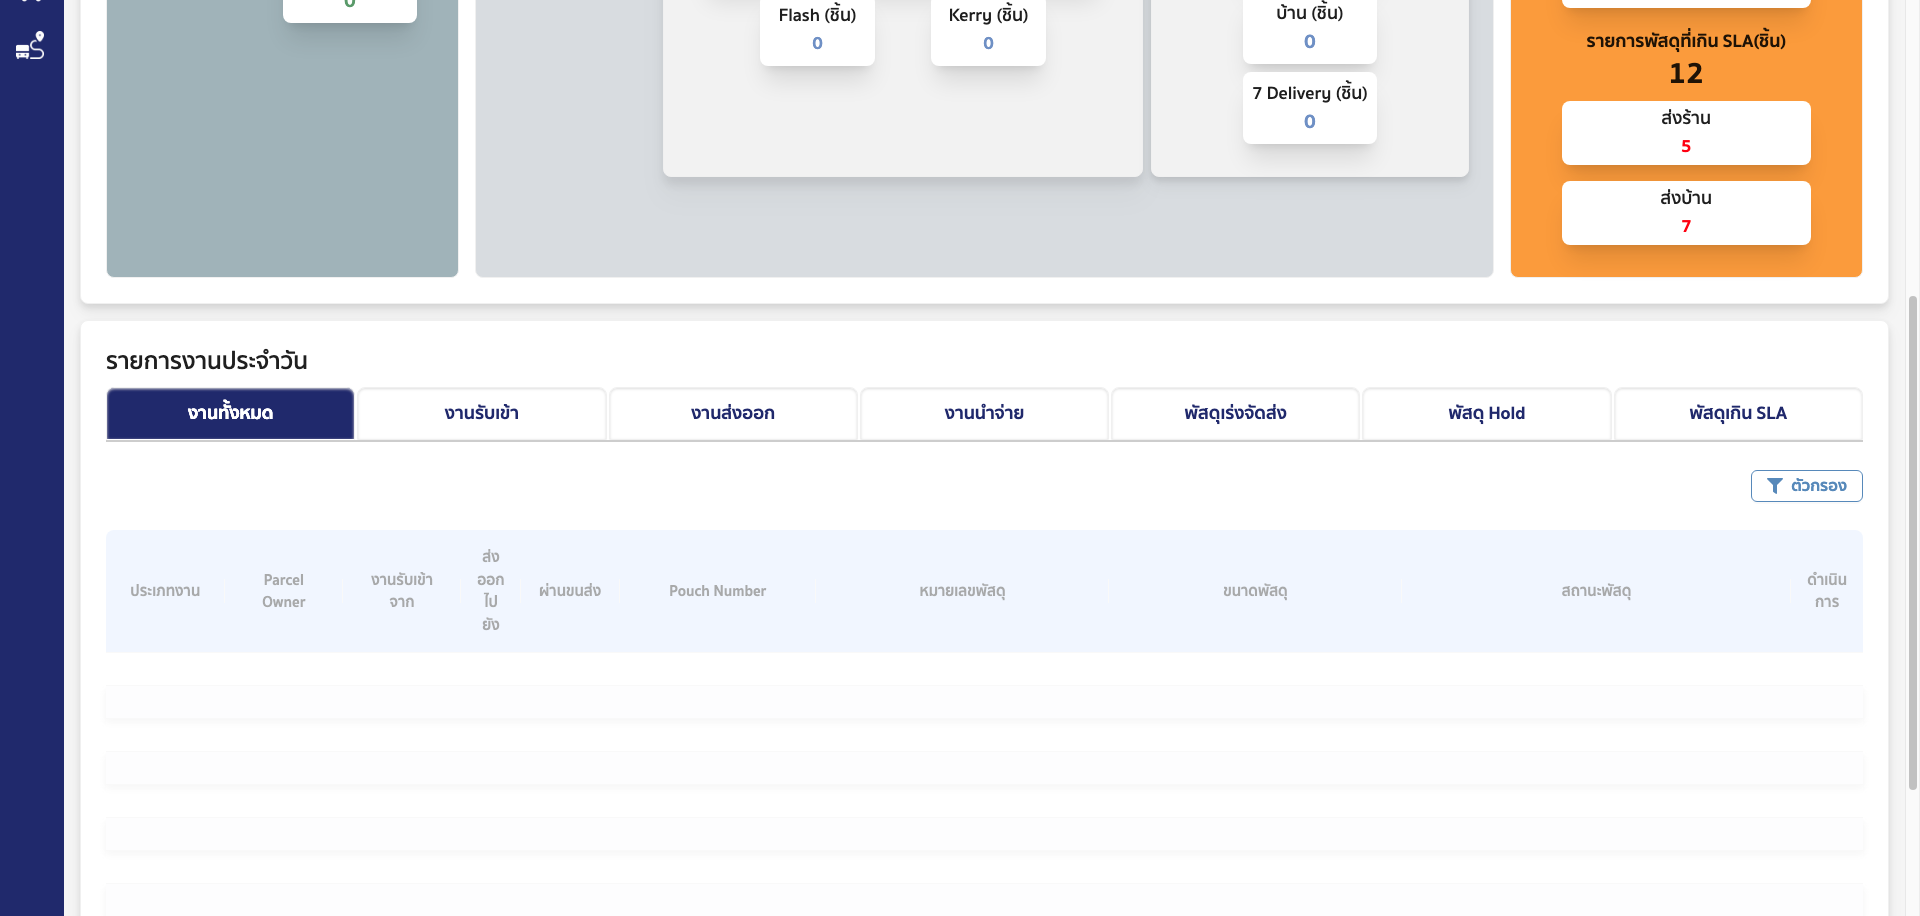 0
Flash (ชิ้น)
0
Kerry (ชิ้น)
0
บ้าน (ชิ้น)
0
7 Delivery (ชิ้น)
0
รายการพัสดุที่เกิน SLA(ชิ้น)
12
ส่งร้าน
5
ส่งบ้าน
7
รายการงานประจำวัน
งานทั้งหมด
งานรับเข้า
งานส่งออก
งานนำจ่าย
พัสดุเร่งจัดส่ง
พัสดุ Hold
พัสดุเกิน SLA
ตัวกรอง
ประเภทงาน
Parcel
Owner
งานรับเข้า
จาก
ส่ง
ออก
ไป
ยัง
ผ่านขนส่ง
Pouch Number
หมายเลขพัสดุ
ขนาดพัสดุ
สถานะพัสดุ
ดำเนิน
การ